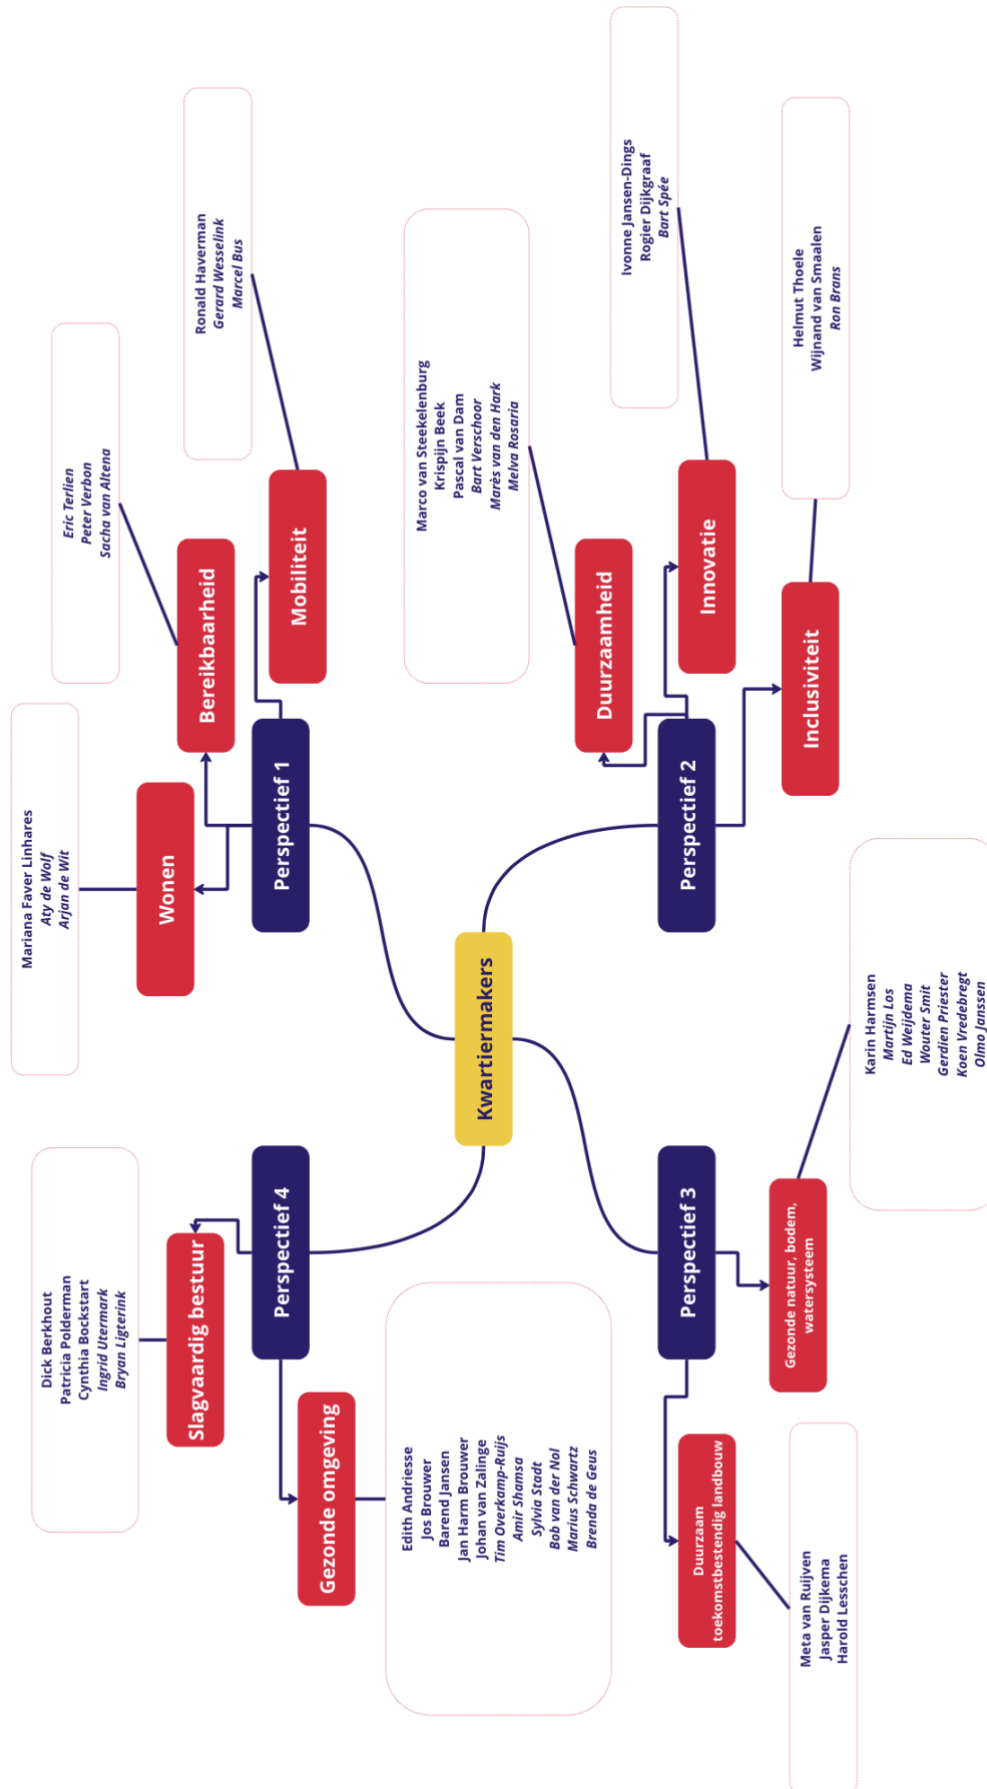 Dick Berkhout
Patricia Polderman
Cynthia Bockstart
Ingrid Utermark
Bryan Ligterink
Slagvaardig bestuur
Perspectief 4
Gezonde omgeving
Edith Andriesse
Jos Brouwer
Barend Jansen
Jan Harm Brouwer
Johan van Zalinge
Tim Overkamp-Ruijs
Amir Shamsa
Sylvia Stadt
Bob van der Nol
Marius Schwartz
Brenda de Geus
Mariana Faver Linhares
Aty de Wolf
Arjan de Wit
Wonen
Eric Terlien
Peter Verbon
Sacha van Altena
Bereikbaarheid
Ronald Haverman
Gerard Wesselink
Marcel Bus
Mobiliteit
Perspectief 1
Kwartiermakers
Perspectief 3
Duurzaam
toekomstbestendig landbouw
Meta van Ruijven
Jasper Dijkema
Harold Lesschen
Gezonde natuur, bodem,
watersysteem
Karin Harmsen
Martijn Los
Ed Weijdema
Wouter Smit
Gerdien Priester
Koen Vredebregt
Olmo Janssen
Perspectief 2
Marco van Steekelenburg
Krispijn Beek
Pascal van Dam
Bart Verschoor
Marès van den Hark
Melva Rosaria
Duurzaamheid
Ivonne Jansen-Dings
Rogier Dijkgraaf
Bart Spée
Innovatie
Helmut Thoele
Wijnand van Smaalen
Ron Brans
Inclusiviteit